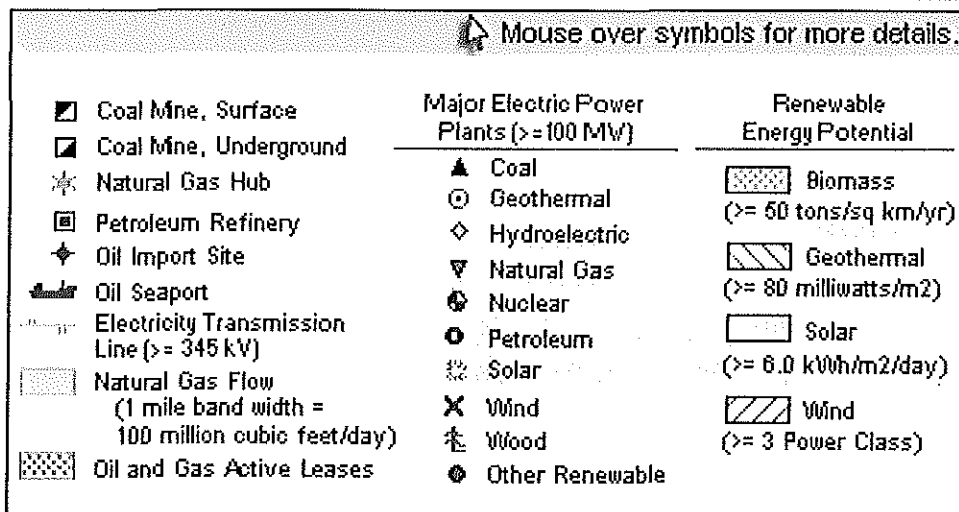 Mouse over symbols for more details.
Coal Mine, Surface
Coal Mine, Underground
Natural Gas Hub
Petroleum Refinery
Oil Import Site
Oil Seaport
Electricity Transmission
Line (>= 345 kV)
Natural Gas Flow
(1 mile band width =
100 million cubic feet/day)
Oil and Gas Active Leases
Major Electric Power
Plants (>=100 MW)
Coal
Geothermal
Hydroelectric
Natural Gas
Nuclear
Petroleum
Solar
Wind
Wood
Other Renewable
Renewable
Energy Potential
Biomass
(>= 50 tons/sq km/yr)
Geothermal
(>= 80 milliwatts/m2)
Solar
(>= 6.0 kWh/m2/day)
Wind
(>= 3 Power Class)